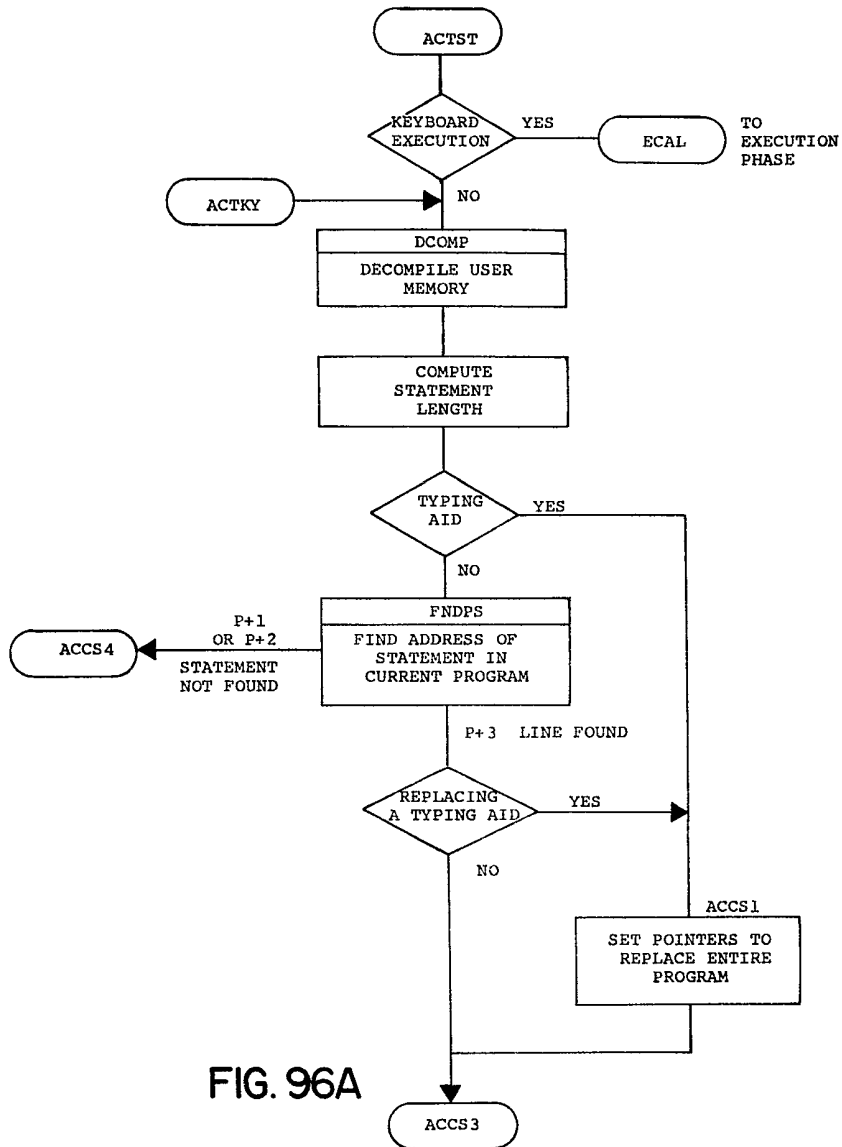 ACTST
KEYBOARD
EXECUTION
YES
ECAL
TO
EXECUTION
PHASE
NO
ACTKY
DCOMP
DECOMPILE USER
MEMORY
COMPUTE
STATEMENT
LENGTH
TYPING
AID
YES
NO
FNDPS
FIND ADDRESS OF
STATEMENT IN
CURRENT PROGRAM
P+1
OR P+2
STATEMENT
NOT FOUND
ACCS4
P+3 LINE FOUND
REPLACING
A TYPING AID
YES
NO
ACCS1
SET POINTERS TO
REPLACE ENTIRE
PROGRAM
FIG. 96A
ACCS3